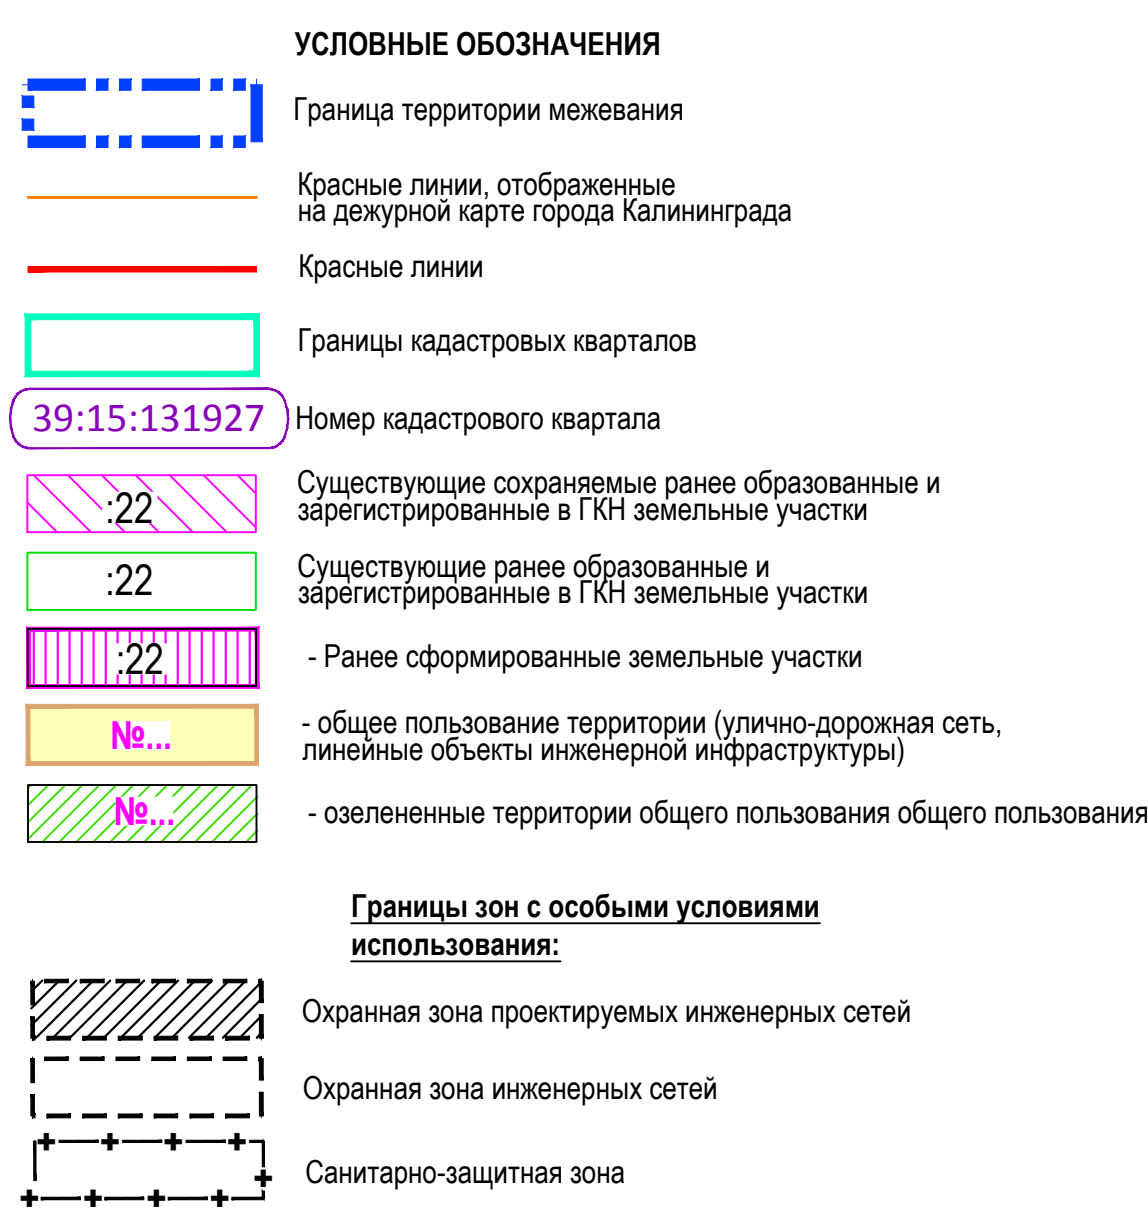 УСЛОВНЫЕ ОБОЗНАЧЕНИЯ
Граница территории межевания
Красные линии, отображенные
на дежурной карте города Калининграда
Красные линии
Границы кадастровых кварталов
39:15:131927 Номер кадастрового квартала
Существующие сохраняемые ранее образованные и
:22 зарегистрированные в ГКН земельные участки
Существующие ранее образованные и
:22 зарегистрированные в ГКН земельные участки
:22 - Ранее сформированные земельные участки
№... - общее пользование территории (улично-дорожная сеть,
линейные объекты инженерной инфраструктуры)
№... - озелененные территории общего пользования общего пользования
Границы зон с особыми условиями
использования:
Охранная зона проектируемых инженерных сетей
Охранная зона инженерных сетей
Санитарно-защитная зона